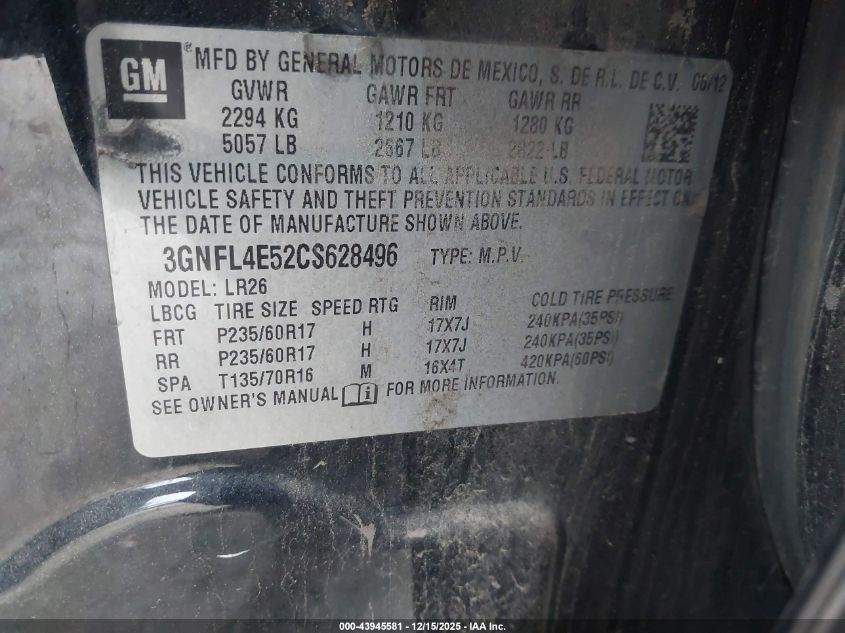 GM
® MFD BY GENERAL MOTORS DE MEXICO, S. DE R.L. DE C.V. 06/12
GVWR GAWR FRT GAWR RR
2294 KG 1210 KG 1280 KG
5057 LB 2667 LB 2822 LB
THIS VEHICLE CONFORMS TO ALL APPLICABLE U.S. FEDERAL MOTOR
VEHICLE SAFETY AND THEFT PREVENTION STANDARDS IN EFFECT ON
THE DATE OF MANUFACTURE SHOWN ABOVE.
3GNFL4E52CS628496 TYPE: M.P.V.
MODEL: LR26
LBCG TIRE SIZE SPEED RTG RIM COLD TIRE PRESSURE
FRT P235/60R17 H 17X7J 240KPA(35PSI)
RR P235/60R17 H 17X7J 240KPA(35PSI)
SPA T135/70R16 M 16X4T 420KPA(60PSI)
SEE OWNER'S MANUAL i FOR MORE INFORMATION.
000-43945581 - 12/15/2025 - IAA Inc.